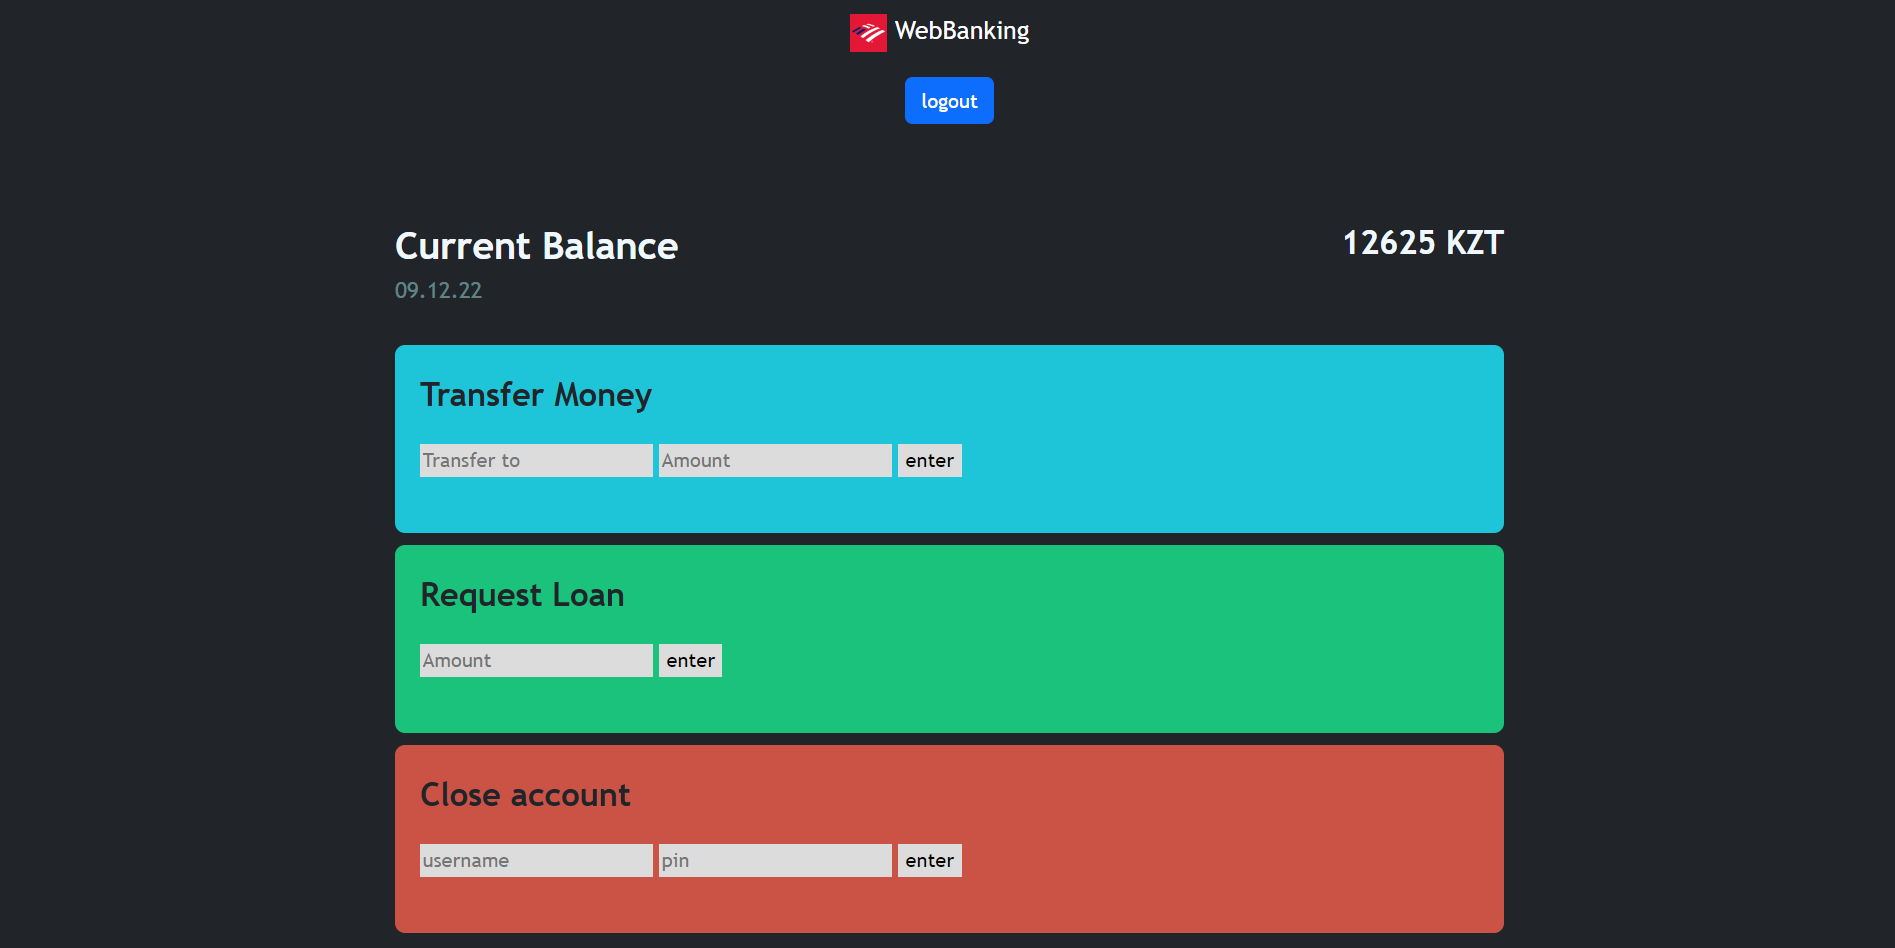 WebBanking
logout
Current Balance
12625 KZT
09.12.22
Transfer Money
Transfer to Amount enter
Request Loan
Amount enter
Close account
username pin enter